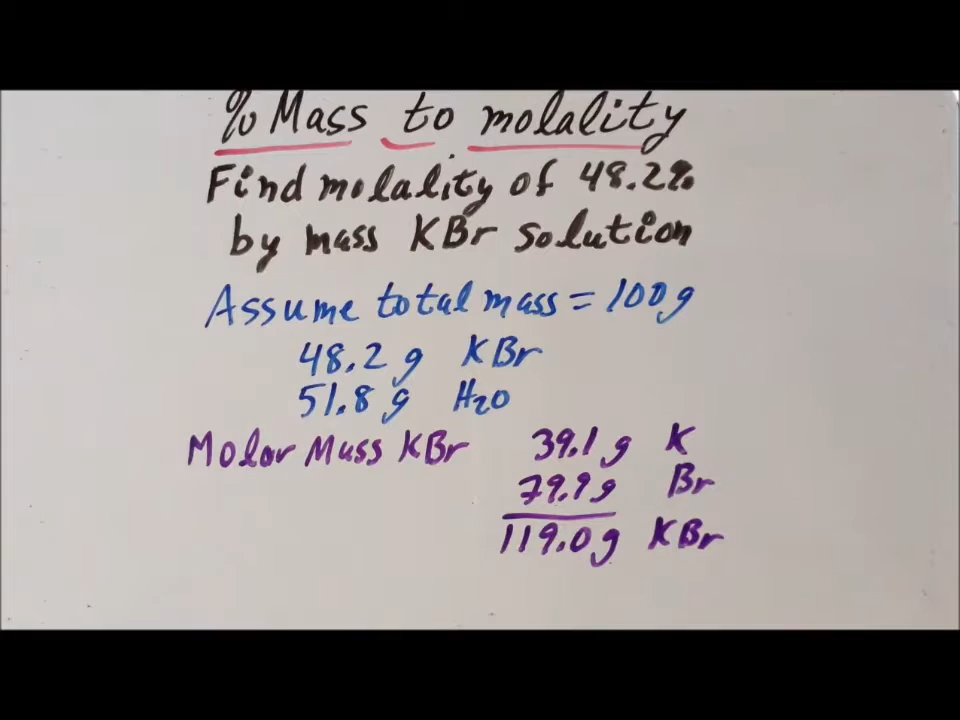 % Mass to molality
Find molality of 48.2%
by mass KBr solution
Assume total mass = 100g
48.2 g KBr
51.8 g H2O
Molar Mass KBr 39.1 g K
79.9 g Br
119.0 g KBr